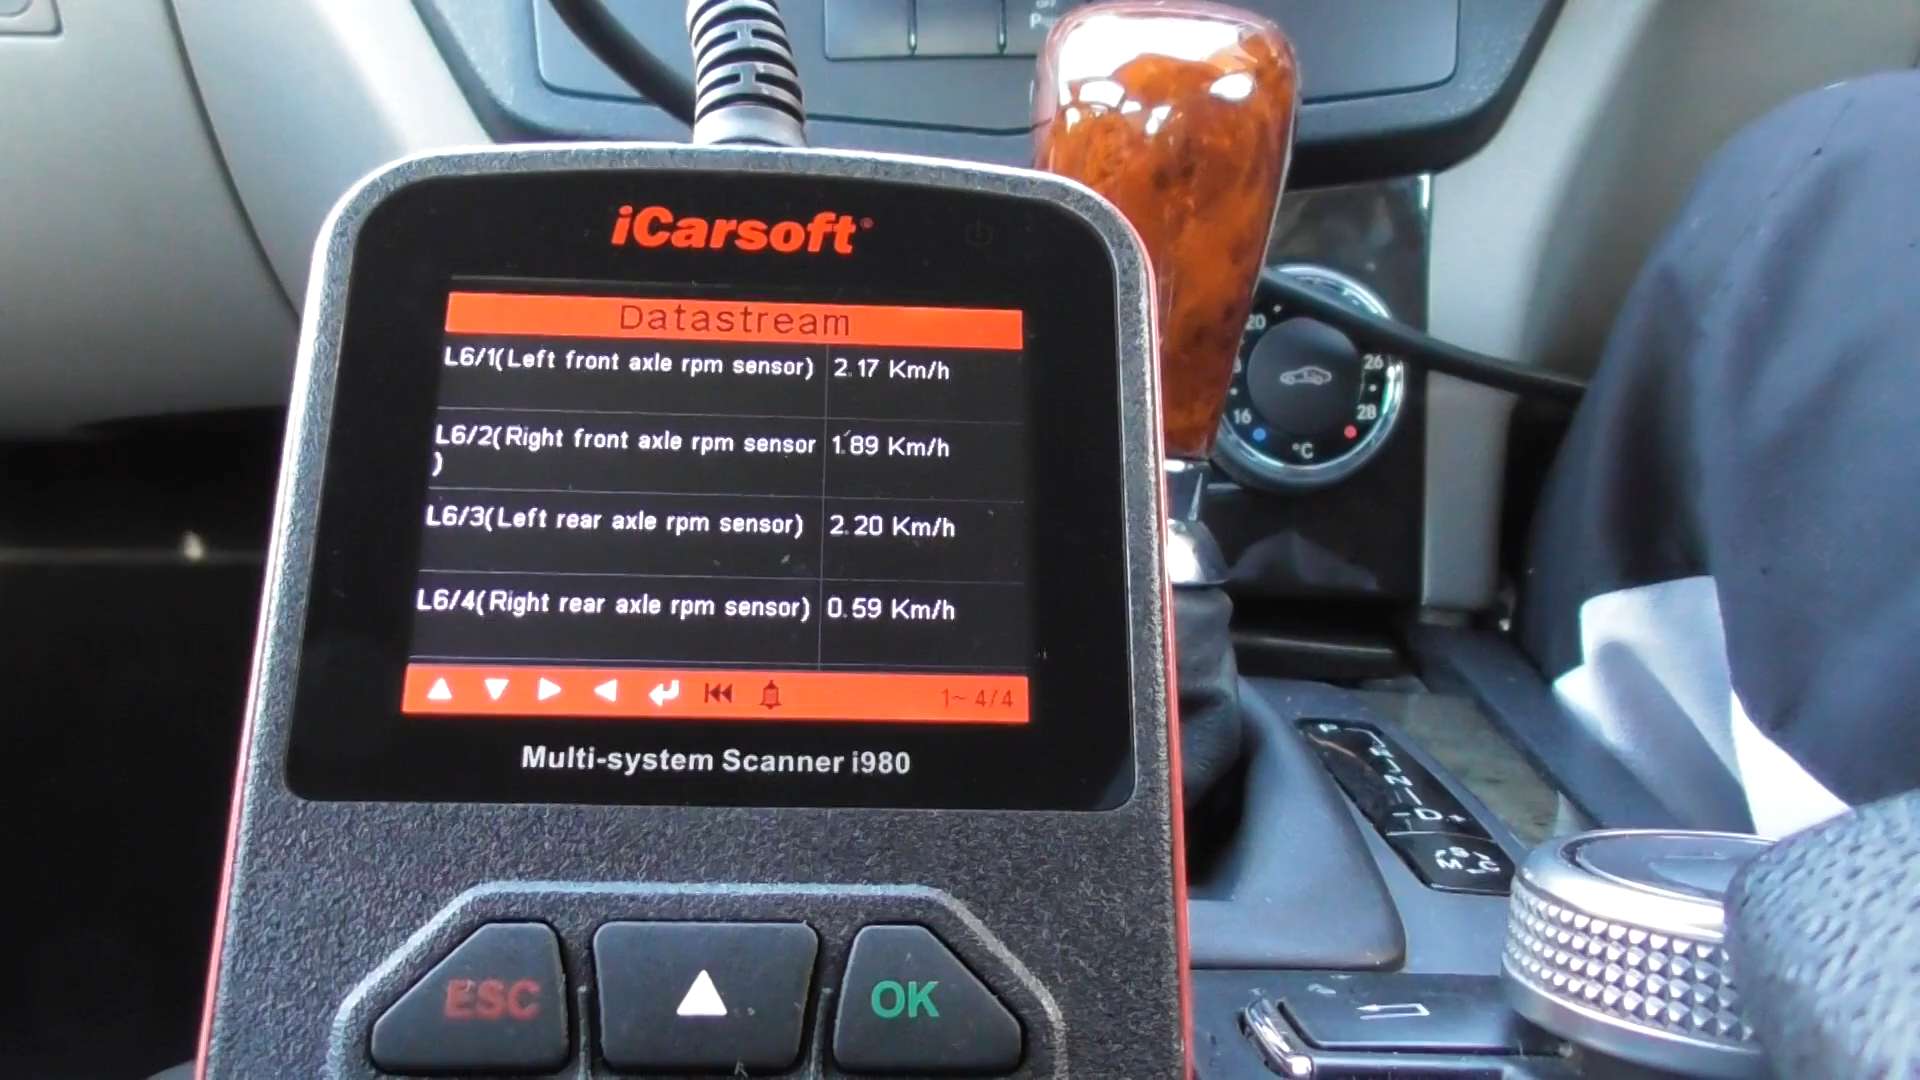 iCarsoft®
Datastream
L6/1(Left front axle rpm sensor) 2.17 Km/h
L6/2(Right front axle rpm sensor 1.89 Km/h
)
L6/3(Left rear axle rpm sensor) 2.20 Km/h
L6/4(Right rear axle rpm sensor) 0.59 Km/h
1~ 4/4
Multi-system Scanner i980
ESC
OK
20
26
16
28
°C
P
R
N
D +
S
M C